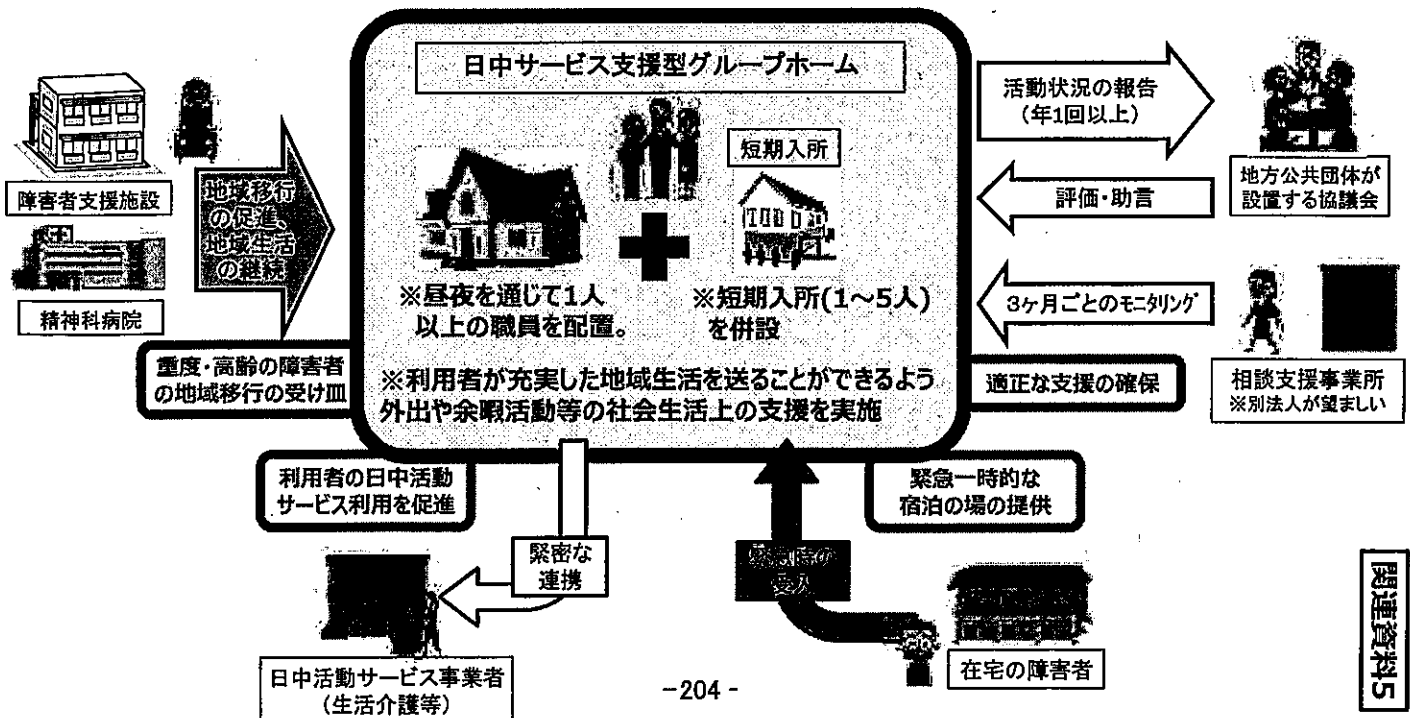 日中サービス支援型グループホーム
短期入所
※昼夜を通じて1人
以上の職員を配置。
※短期入所(1～5人)
を併設
※利用者が充実した地域生活を送ることができるよう
外出や余暇活動等の社会生活上の支援を実施
障害者支援施設
精神科病院
地域移行
の促進、
地域生活
の継続
重度・高齢の障害者
の地域移行の受け皿
活動状況の報告
(年1回以上)
評価・助言
地方公共団体が
設置する協議会
3ヶ月ごとのモニタリング
適正な支援の確保
相談支援事業所
※別法人が望ましい
利用者の日中活動
サービス利用を促進
緊急一時的な
宿泊の場の提供
緊密な
連携
緊急時の
受入
日中活動サービス事業者
(生活介護等)
在宅の障害者
-204-
関連資料5